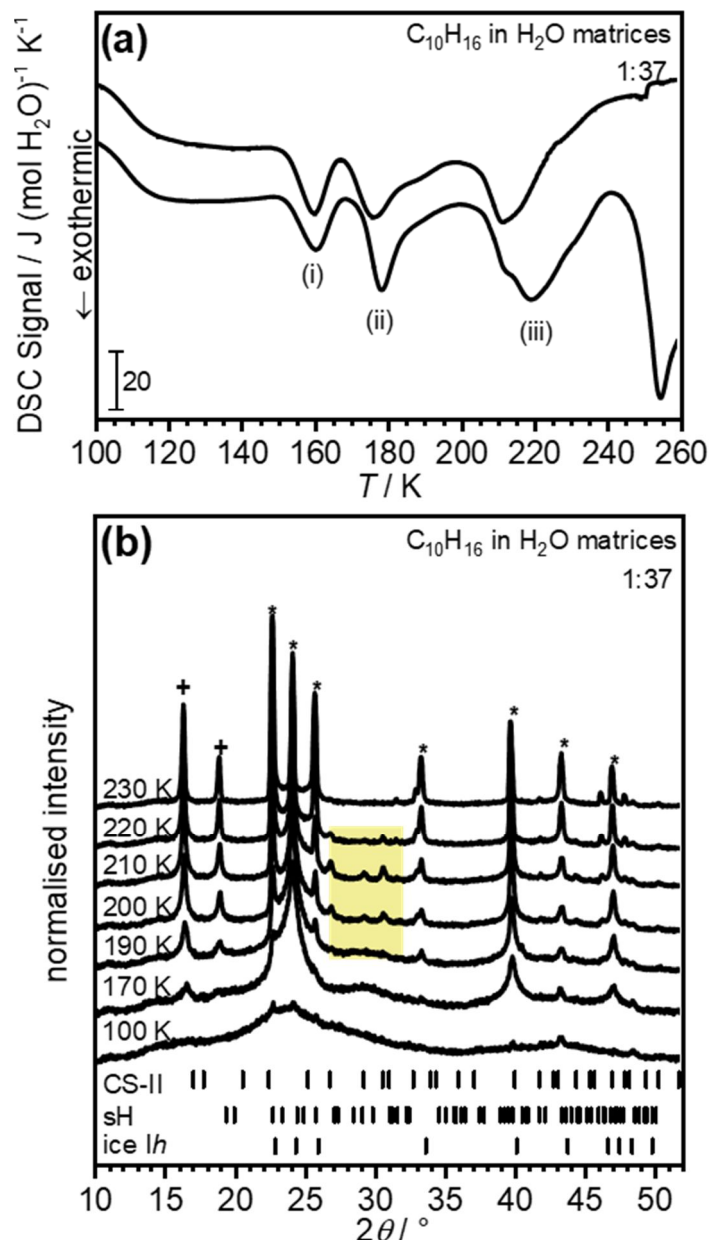 (a)
C₁₀H₁₆ in H₂O matrices
1:37
DSC Signal / J (mol H₂O)⁻¹ K⁻¹
← exothermic
(i)
(ii)
(iii)
20
100 120 140 160 180 200 220 240 260
T / K
(b)
C₁₀H₁₆ in H₂O matrices
1:37
normalised intensity
* * * + + * * * *
230 K
220 K
210 K
200 K
190 K
170 K
100 K
CS-II
sH
ice Ih
10 15 20 25 30 35 40 45 50
2θ / °